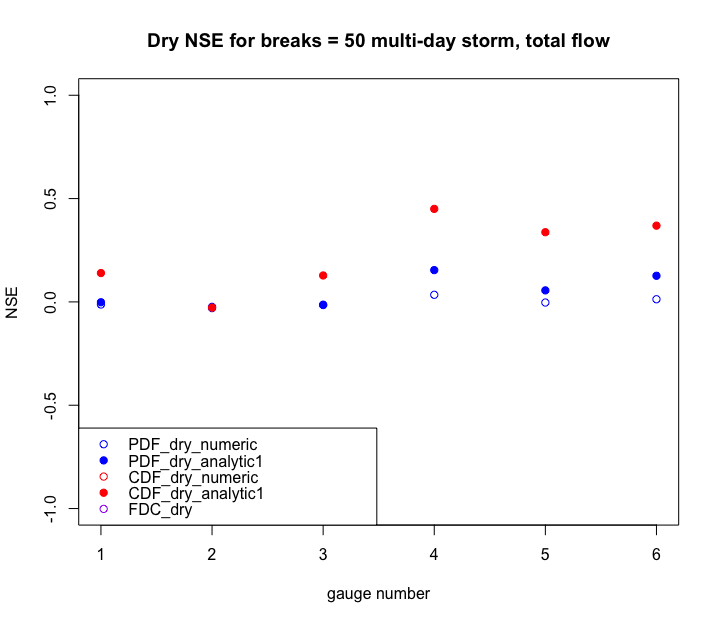 Dry NSE for breaks = 50 multi-day storm, total flow
1.0
0.5
0.0
-0.5
-1.0
NSE
PDF_dry_numeric
PDF_dry_analytic1
CDF_dry_numeric
CDF_dry_analytic1
FDC_dry
1 2 3 4 5 6
gauge number